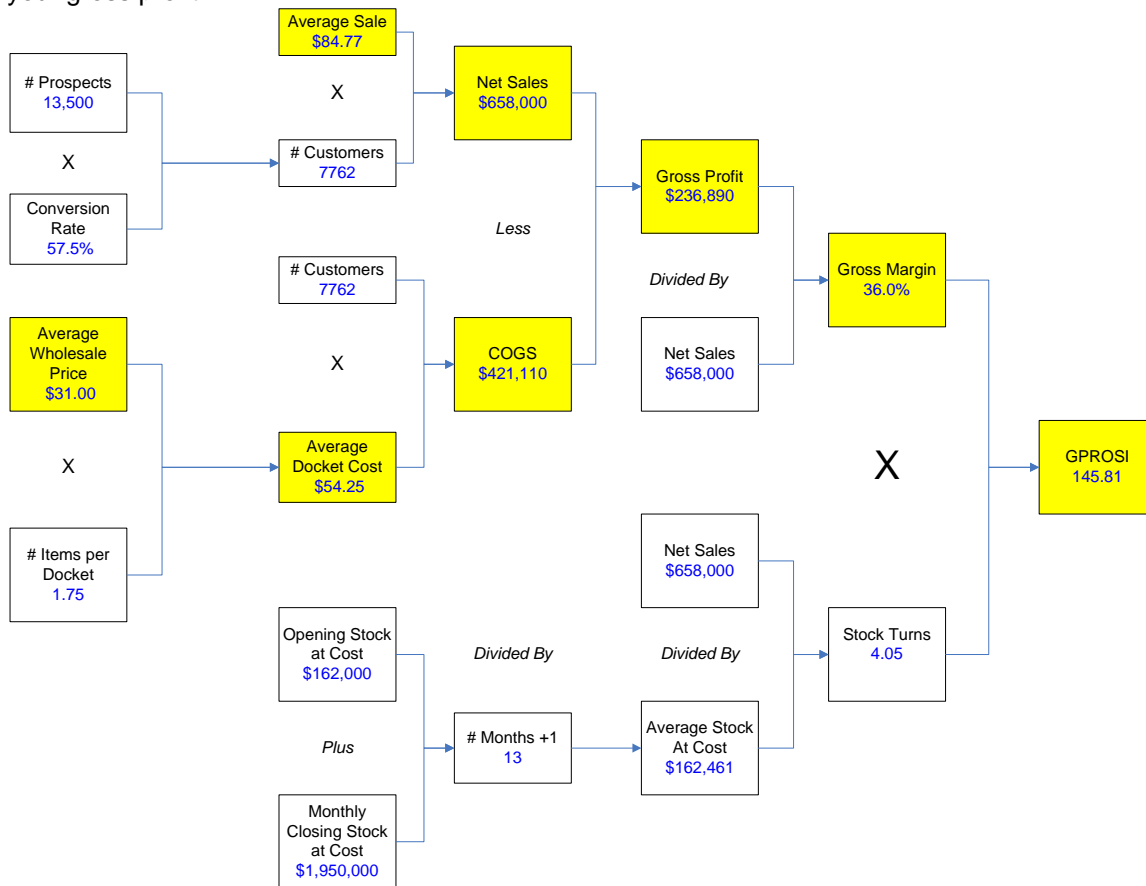 Average Sale
$84.77
# Prospects
13,500
X
Net Sales
$658,000
X
# Customers
7762
Conversion
Rate
57.5%
Gross Profit
$236,890
Less
# Customers
7762
Divided By
Gross Margin
36.0%
Average
Wholesale
Price
$31.00
X
COGS
$421,110
Net Sales
$658,000
X
Average
Docket Cost
$54.25
X
GPROSI
145.81
# Items per
Docket
1.75
Net Sales
$658,000
Opening Stock
at Cost
$162,000
Divided By
Divided By
Stock Turns
4.05
Plus
# Months +1
13
Average Stock
At Cost
$162,461
Monthly
Closing Stock
at Cost
$1,950,000